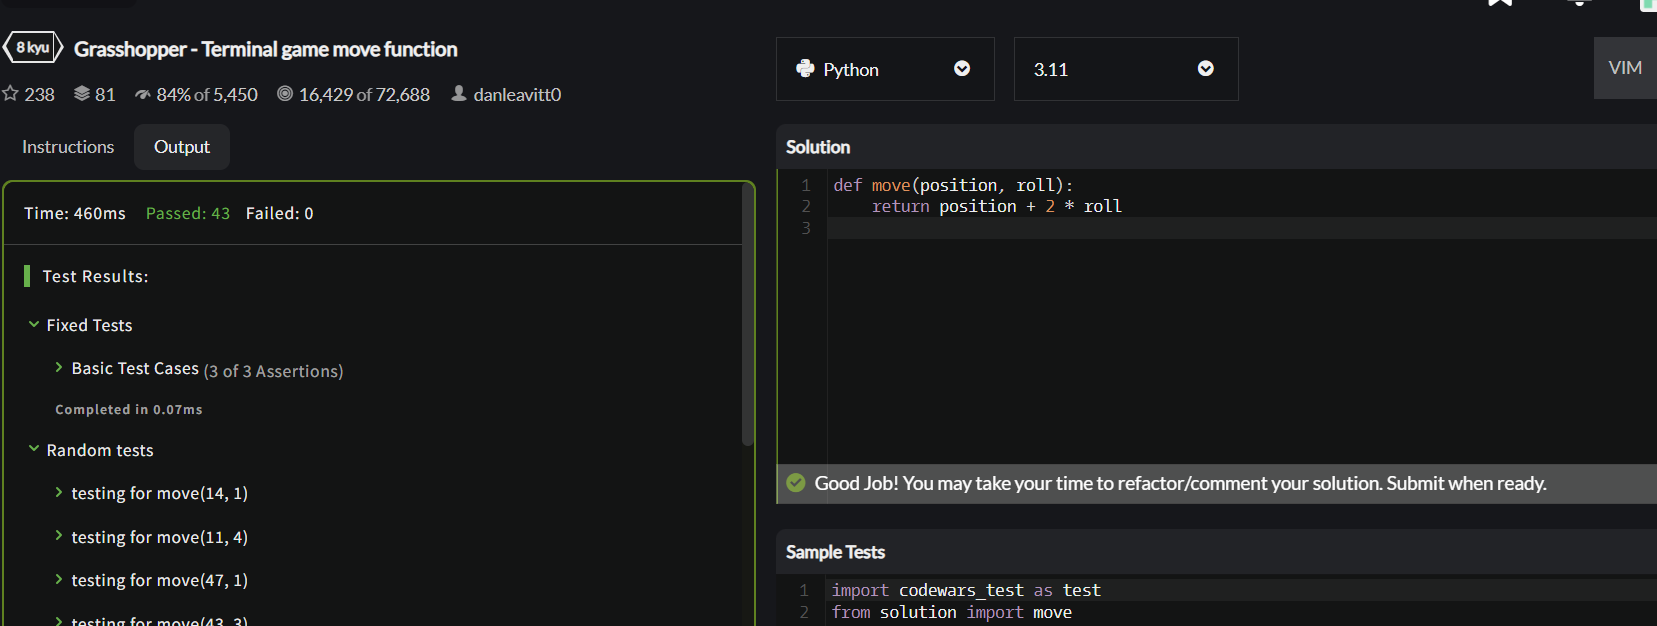 8 kyu Grasshopper - Terminal game move function
238 81 84% of 5,450 16,429 of 72,688 danleavitt0
Instructions Output
Time: 460ms Passed: 43 Failed: 0
Test Results:
Fixed Tests
Basic Test Cases (3 of 3 Assertions)
Completed in 0.07ms
Random tests
testing for move(14, 1)
testing for move(11, 4)
testing for move(47, 1)
testing for move(43, 3)
Python 3.11 VIM
Solution
1 def move(position, roll):
2 return position + 2 * roll
3
Good Job! You may take your time to refactor/comment your solution. Submit when ready.
Sample Tests
1 import codewars_test as test
2 from solution import move